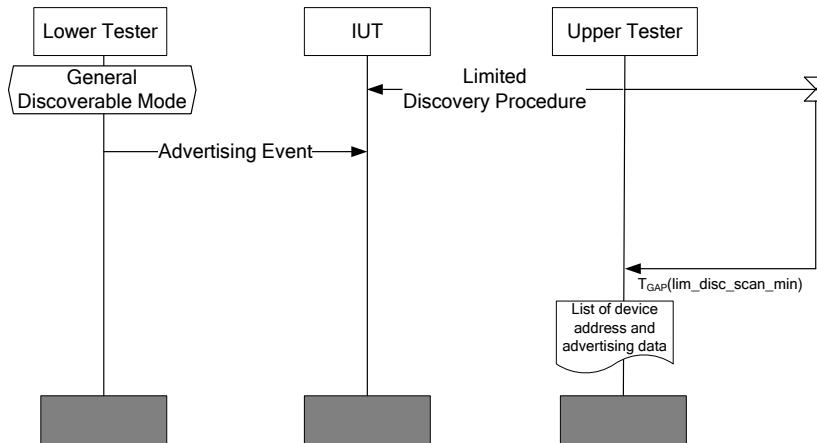 Lower Tester
IUT
Upper Tester
General
Discoverable Mode
Limited
Discovery Procedure
Advertising Event
TGAP(lim_disc_scan_min)
List of device
address and
advertising data